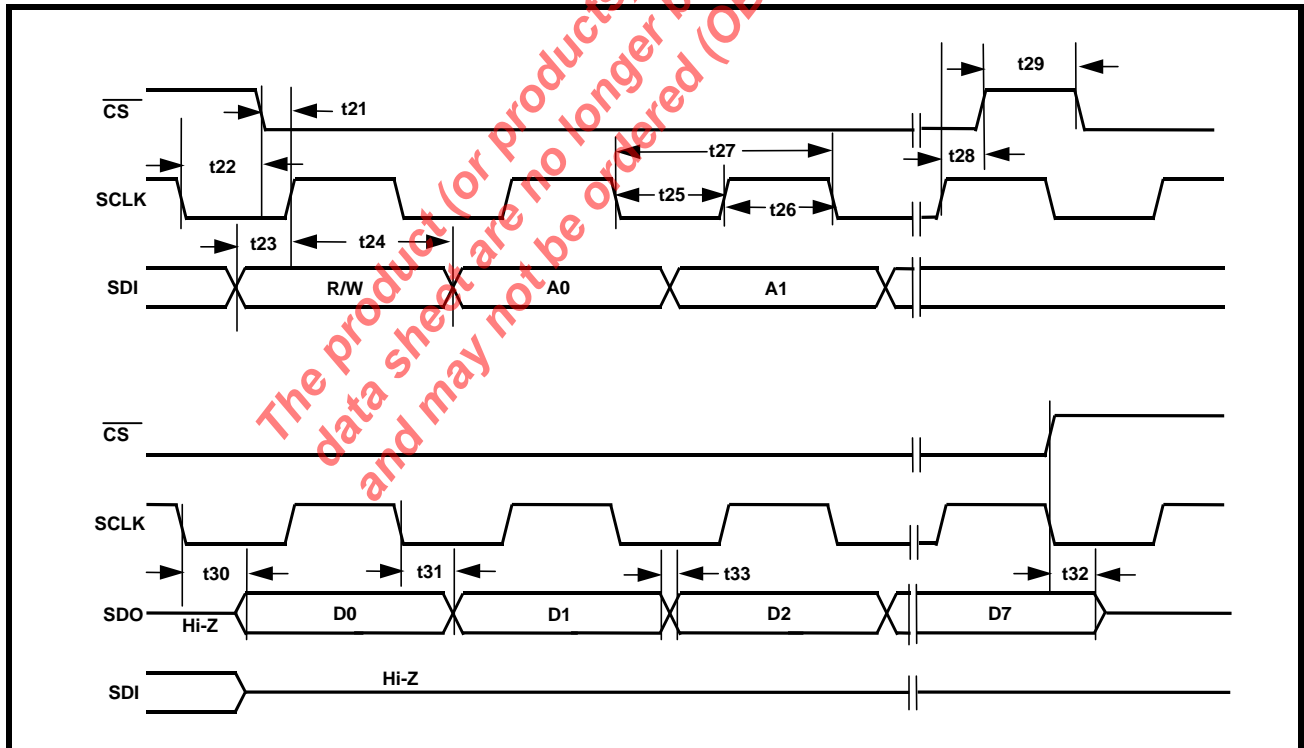 CS
t21
t29
t22
t27
t28
SCLK
t25
t26
t23
t24
SDI
R/W
A0
A1
The product (or products)
data sheet are no longer
and may not be ordered
CS
SCLK
t30
t31
t33
t32
SDO
Hi-Z
D0
D1
D2
D7
SDI
Hi-Z